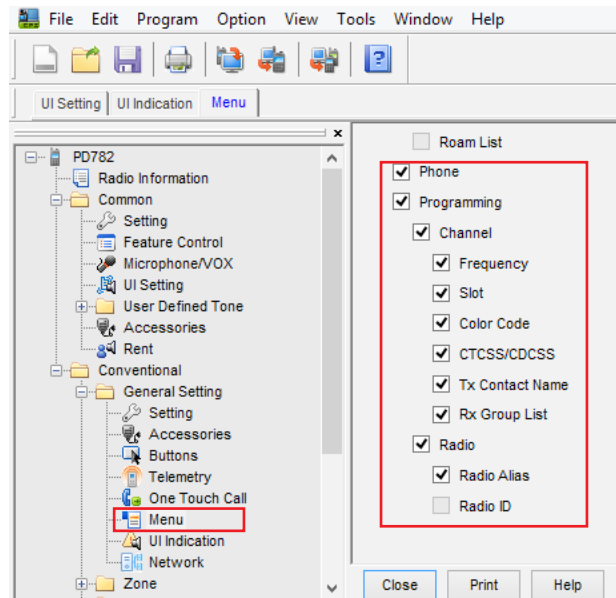 File Edit Program Option View Tools Window Help
UI Setting UI Indication Menu
PD782
Radio Information
Common
Setting
Feature Control
Microphone/VOX
UI Setting
User Defined Tone
Accessories
Rent
Conventional
General Setting
Setting
Accessories
Buttons
Telemetry
One Touch Call
Menu
UI Indication
Network
Zone
Roam List
Phone
Programming
Channel
Frequency
Slot
Color Code
CTCSS/CDCSS
Tx Contact Name
Rx Group List
Radio
Radio Alias
Radio ID
Close Print Help